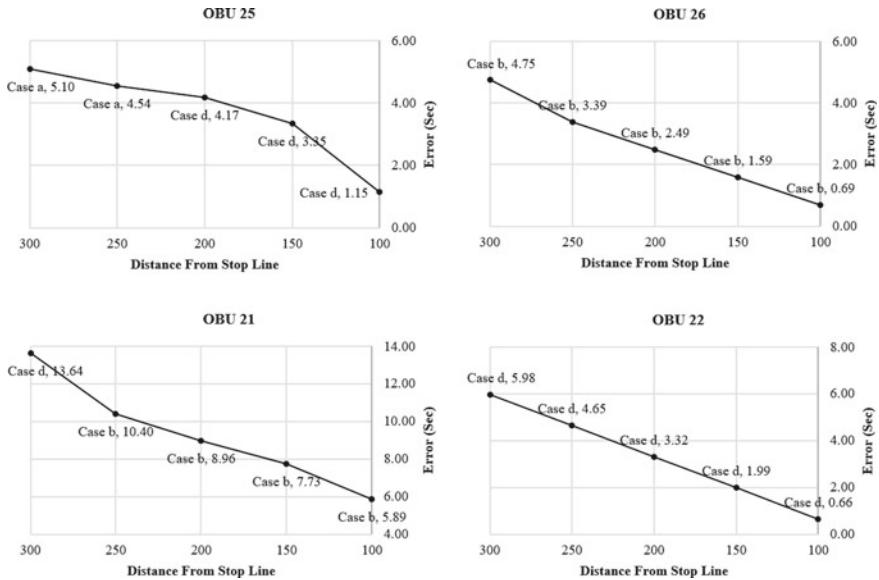 OBU 25
6.00
4.00
2.00
0.00
Error (Sec)
Case a, 5.10
Case a, 4.54
Case d, 4.17
Case d, 3.35
Case d, 1.15
300 250 200 150 100
Distance From Stop Line
OBU 26
6.00
4.00
2.00
0.00
Error (Sec)
Case b, 4.75
Case b, 3.39
Case b, 2.49
Case b, 1.59
Case b, 0.69
300 250 200 150 100
Distance From Stop Line
OBU 21
14.00
12.00
10.00
8.00
6.00
4.00
Error (Sec)
Case d, 13.64
Case b, 10.40
Case b, 8.96
Case b, 7.73
Case b, 5.89
300 250 200 150 100
Distance From Stop Line
OBU 22
8.00
6.00
4.00
2.00
0.00
Error (Sec)
Case d, 5.98
Case d, 4.65
Case d, 3.32
Case d, 1.99
Case d, 0.66
300 250 200 150 100
Distance From Stop Line